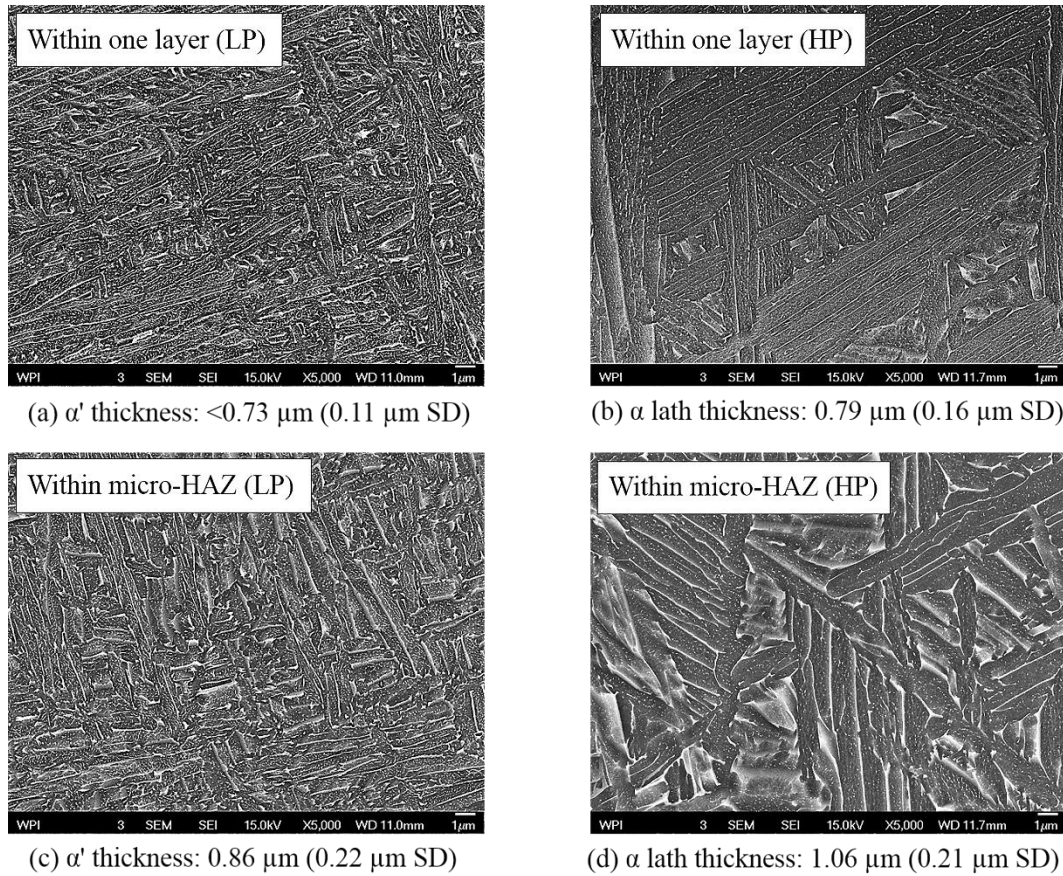 Within one layer (LP)
Within one layer (HP)
WPI 3 SEM SEI 15.0kV X5,000 WD 11.0mm 1μm
WPI 3 SEM SEI 15.0kV X5,000 WD 11.7mm 1μm
(a) α' thickness: <0.73 μm (0.11 μm SD)
(b) α lath thickness: 0.79 μm (0.16 μm SD)
Within micro-HAZ (LP)
Within micro-HAZ (HP)
WPI 3 SEM SEI 15.0kV X5,000 WD 11.0mm 1μm
WPI 3 SEM SEI 15.0kV X5,000 WD 11.7mm 1μm
(c) α' thickness: 0.86 μm (0.22 μm SD)
(d) α lath thickness: 1.06 μm (0.21 μm SD)